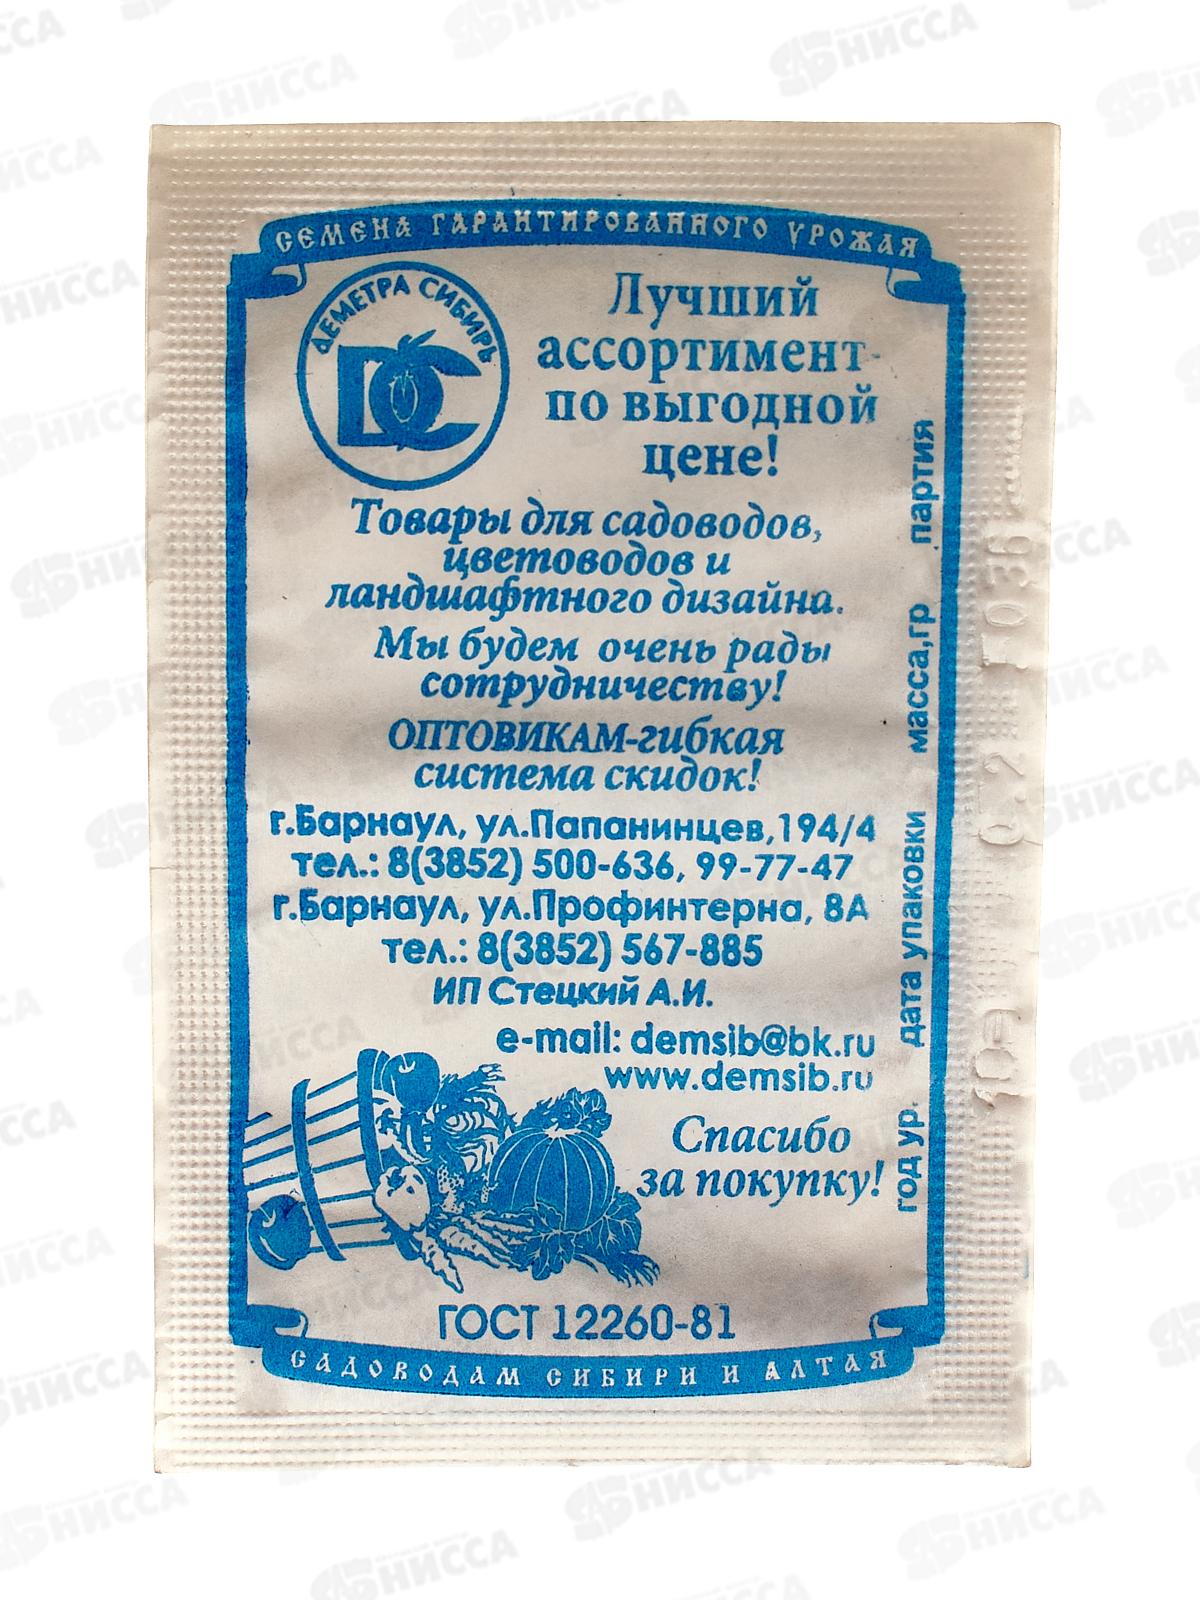 СЕМЕНА ГАРАНТИРОВАННОГО УРОЖАЯ
ДЕМЕТРА СИБИРЬ
DC
Лучший
ассортимент-
по выгодной
цене!
Товары для садоводов,
цветоводов и
ландшафтного дизайна.
Мы будем очень рады
сотрудничеству!
ОПТОВИКАМ-гибкая
система скидок!
г.Барнаул, ул.Папанинцев,194/4
тел.: 8(3852) 500-636, 99-77-47
г.Барнаул, ул.Профинтерна, 8А
тел.: 8(3852) 567-885
ИП Стецкий А.И.
e-mail: demsib@bk.ru
www.demsib.ru
Спасибо
за покупку!
ГОСТ 12260-81
САДОВОДАМ СИБИРИ И АЛТАЯ
год ур. дата упаковки масса,гр партия
0.2
НИССА